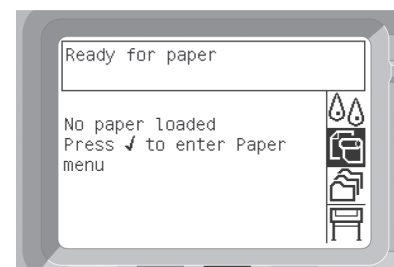 Ready for paper
No paper loaded
Press ✓ to enter Paper
menu